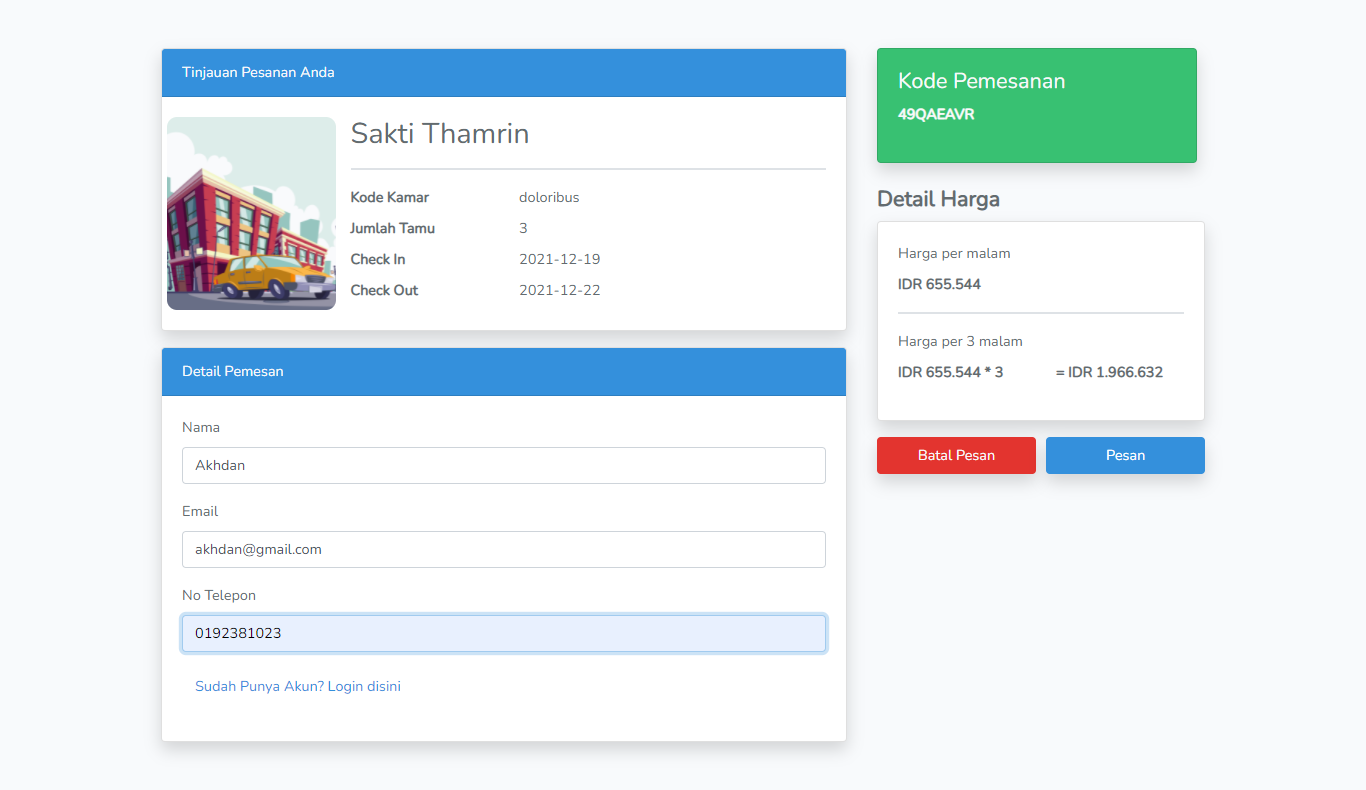 Tinjauan Pesanan Anda
Sakti Thamrin
Kode Kamar doloribus
Jumlah Tamu 3
Check In 2021-12-19
Check Out 2021-12-22
Detail Pemesan
Nama
Akhdan
Email
akhdan@gmail.com
No Telepon
0192381023
Sudah Punya Akun? Login disini
Kode Pemesanan
49QAEAVR
Detail Harga
Harga per malam
IDR 655.544
Harga per 3 malam
IDR 655.544 * 3 = IDR 1.966.632
Batal Pesan Pesan